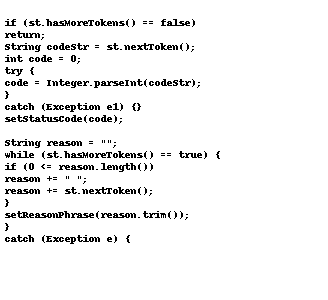 if (st.hasMoreTokens() == false)
return;
String codeStr = st.nextToken();
int code = 0;
try {
code = Integer.parseInt(codeStr);
}
catch (Exception e1) {}
setStatusCode(code);
String reason = "";
while (st.hasMoreTokens() == true) {
if (0 <= reason.length())
reason += " ";
reason += st.nextToken();
}
setReasonPhrase(reason.trim());
}
catch (Exception e) {